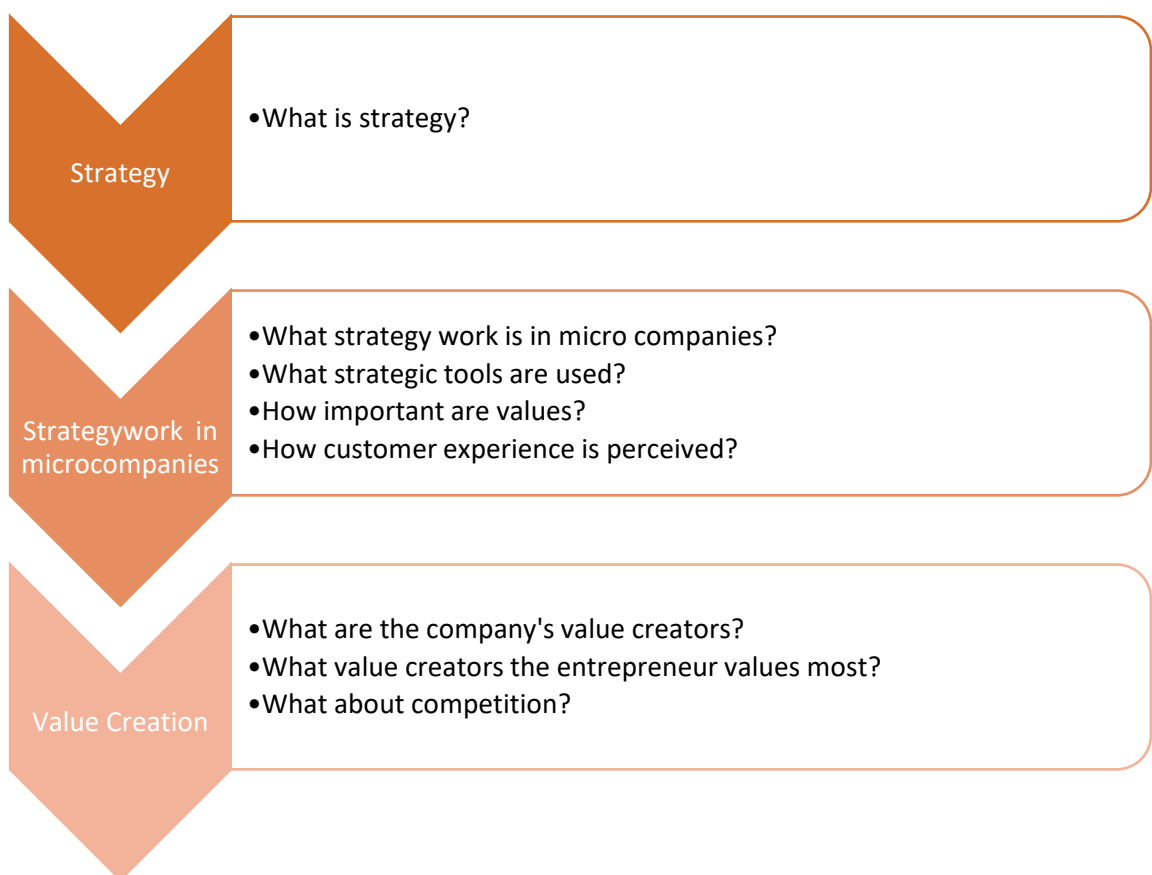 Strategy
•What is strategy?
Strategywork in
microcompanies
•What strategy work is in micro companies?
•What strategic tools are used?
•How important are values?
•How customer experience is perceived?
Value Creation
•What are the company's value creators?
•What value creators the entrepreneur values most?
•What about competition?